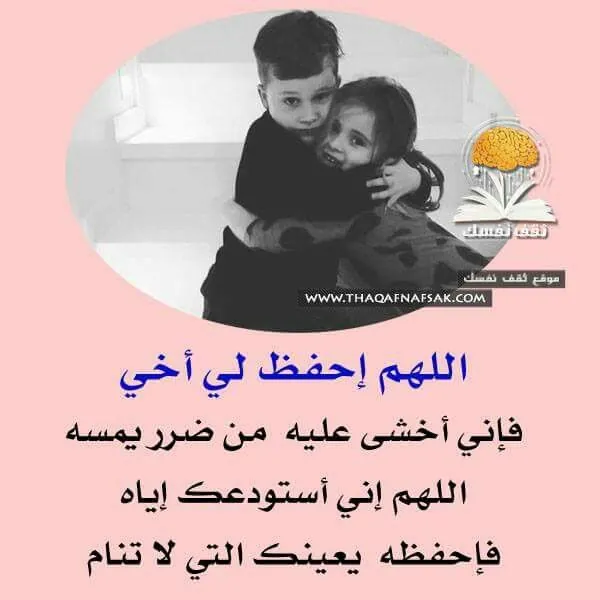 ثقف نفسك
موقع ثقف نفسك
WWW.THAQAFNAFSAK.COM
اللهم إحفظ لي أخي
فإني أخشى عليه من ضرر يمسه
اللهم إني أستودعك إياه
فإحفظه يعينك التي لا تنام